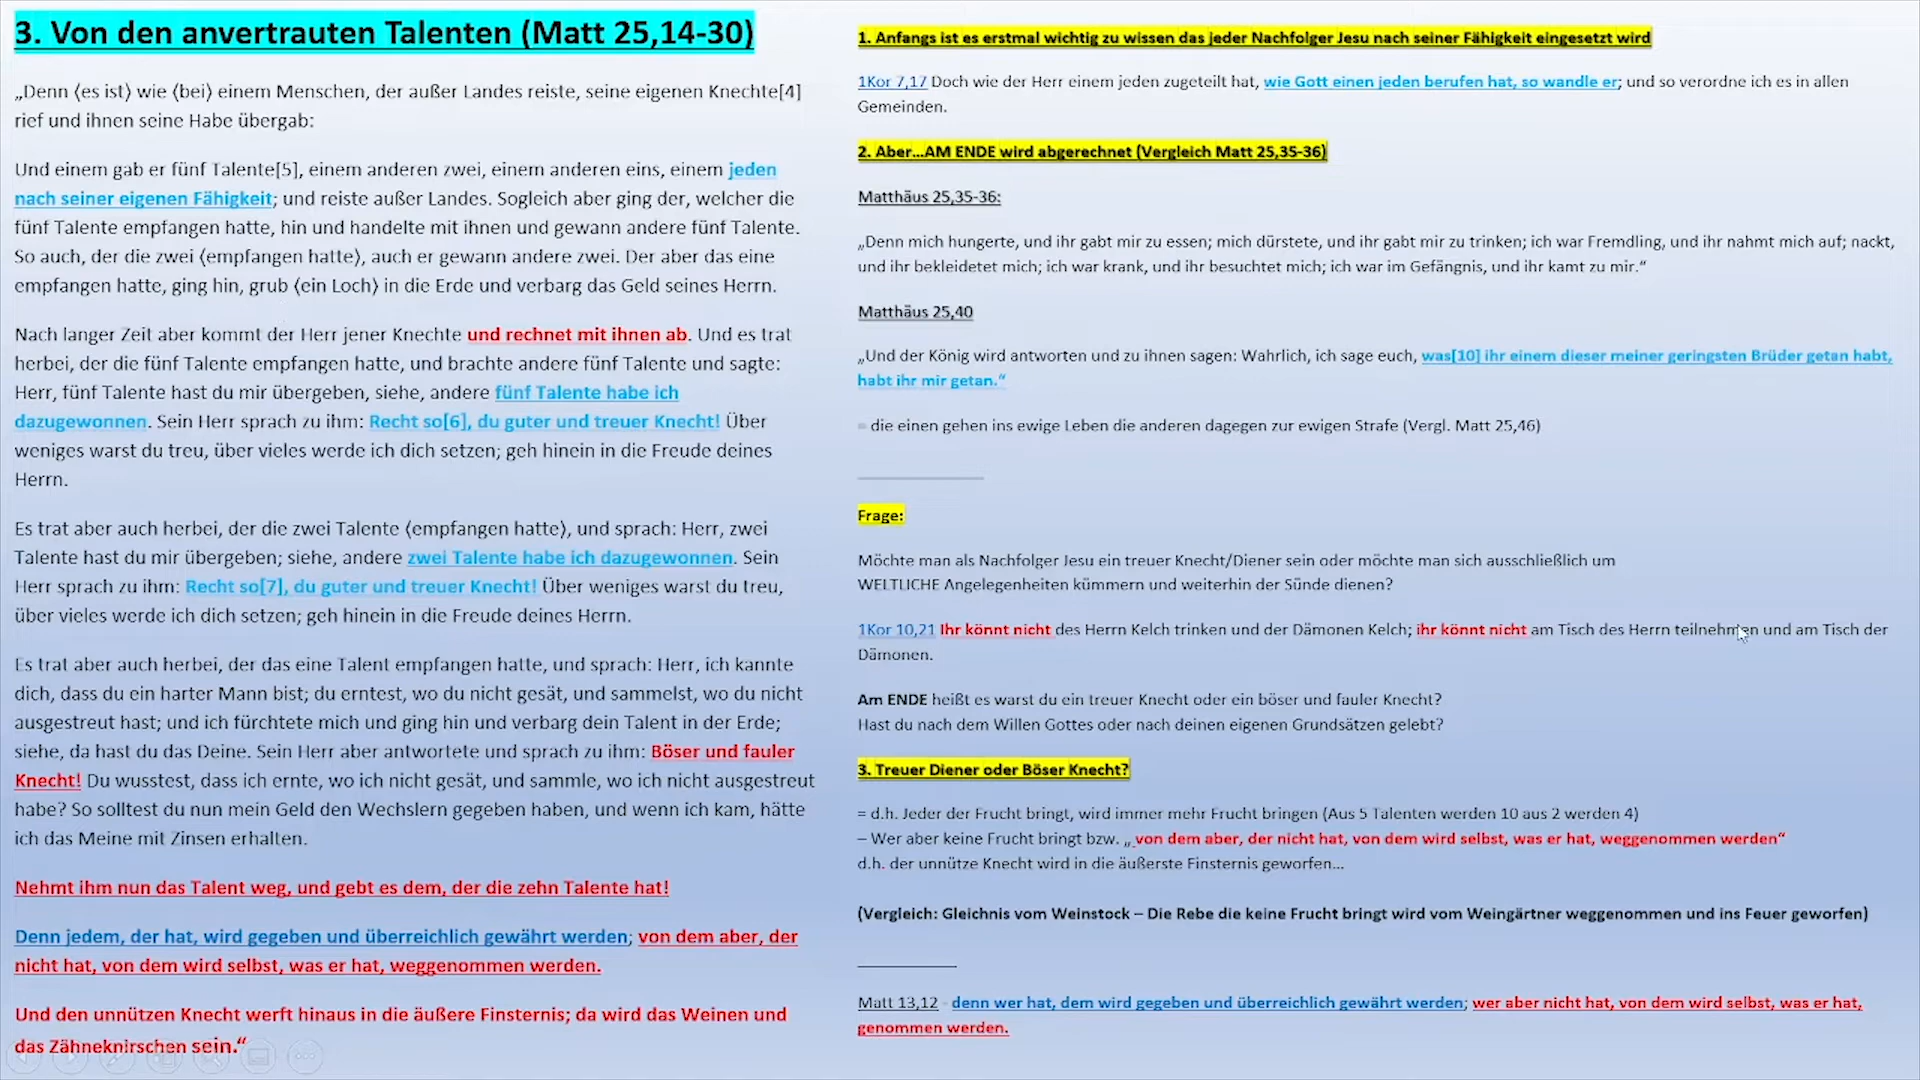 3. Von den anvertrauten Talenten (Matt 25,14-30)
„Denn ⟨es ist⟩ wie ⟨bei⟩ einem Menschen, der außer Landes reiste, seine eigenen Knechte[4]
rief und ihnen seine Habe übergab:
Und einem gab er fünf Talente[5], einem anderen zwei, einem anderen eins, einem jeden
nach seiner eigenen Fähigkeit; und reiste außer Landes. Sogleich aber ging der, welcher die
fünf Talente empfangen hatte, hin und handelte mit ihnen und gewann andere fünf Talente.
So auch, der die zwei ⟨empfangen hatte⟩, auch er gewann andere zwei. Der aber das eine
empfangen hatte, ging hin, grub ⟨ein Loch⟩ in die Erde und verbarg das Geld seines Herrn.
Nach langer Zeit aber kommt der Herr jener Knechte und rechnet mit ihnen ab. Und es trat
herbei, der die fünf Talente empfangen hatte, und brachte andere fünf Talente und sagte:
Herr, fünf Talente hast du mir übergeben, siehe, andere fünf Talente habe ich
dazugewonnen. Sein Herr sprach zu ihm: Recht so[6], du guter und treuer Knecht! Über
weniges warst du treu, über vieles werde ich dich setzen; geh hinein in die Freude deines
Herrn.
Es trat aber auch herbei, der die zwei Talente ⟨empfangen hatte⟩, und sprach: Herr, zwei
Talente hast du mir übergeben; siehe, andere zwei Talente habe ich dazugewonnen. Sein
Herr sprach zu ihm: Recht so[7], du guter und treuer Knecht! Über weniges warst du treu,
über vieles werde ich dich setzen; geh hinein in die Freude deines Herrn.
Es trat aber auch herbei, der das eine Talent empfangen hatte, und sprach: Herr, ich kannte
dich, dass du ein harter Mann bist; du erntest, wo du nicht gesät, und sammelst, wo du nicht
ausgestreut hast; und ich fürchtete mich und ging hin und verbarg dein Talent in der Erde;
siehe, da hast du das Deine. Sein Herr aber antwortete und sprach zu ihm: Böser und fauler
Knecht! Du wusstest, dass ich ernte, wo ich nicht gesät, und sammle, wo ich nicht ausgestreut
habe? So solltest du nun mein Geld den Wechslern gegeben haben, und wenn ich kam, hätte
ich das Meine mit Zinsen erhalten.
Nehmt ihm nun das Talent weg, und gebt es dem, der die zehn Talente hat!
Denn jedem, der hat, wird gegeben und überreichlich gewährt werden; von dem aber, der
nicht hat, von dem wird selbst, was er hat, weggenommen werden.
Und den unnützen Knecht werft hinaus in die äußere Finsternis; da wird das Weinen und
das Zähneknirschen sein.“
1. Anfangs ist es erstmal wichtig zu wissen das jeder Nachfolger Jesu nach seiner Fähigkeit eingesetzt wird
1Kor 7,17 Doch wie der Herr einem jeden zugeteilt hat, wie Gott einen jeden berufen hat, so wandle er; und so verordne ich es in allen
Gemeinden.
2. Aber…AM ENDE wird abgerechnet (Vergleich Matt 25,35-36)
Matthäus 25,35-36:
„Denn mich hungerte, und ihr gabt mir zu essen; mich dürstete, und ihr gabt mir zu trinken; ich war Fremdling, und ihr nahmt mich auf; nackt,
und ihr bekleidetet mich; ich war krank, und ihr besuchtet mich; ich war im Gefängnis, und ihr kamt zu mir.“
Matthäus 25,40
„Und der König wird antworten und zu ihnen sagen: Wahrlich, ich sage euch, was[10] ihr einem dieser meiner geringsten Brüder getan habt,
habt ihr mir getan.“
= die einen gehen ins ewige Leben die anderen dagegen zur ewigen Strafe (Vergl. Matt 25,46)
Frage:
Möchte man als Nachfolger Jesu ein treuer Knecht/Diener sein oder möchte man sich ausschließlich um
WELTLICHE Angelegenheiten kümmern und weiterhin der Sünde dienen?
1Kor 10,21 Ihr könnt nicht des Herrn Kelch trinken und der Dämonen Kelch; ihr könnt nicht am Tisch des Herrn teilnehmen und am Tisch der
Dämonen.
Am ENDE heißt es warst du ein treuer Knecht oder ein böser und fauler Knecht?
Hast du nach dem Willen Gottes oder nach deinen eigenen Grundsätzen gelebt?
3. Treuer Diener oder Böser Knecht?
= d.h. Jeder der Frucht bringt, wird immer mehr Frucht bringen (Aus 5 Talenten werden 10 aus 2 werden 4)
– Wer aber keine Frucht bringt bzw. „ von dem aber, der nicht hat, von dem wird selbst, was er hat, weggenommen werden“
d.h. der unnütze Knecht wird in die äußerste Finsternis geworfen…
(Vergleich: Gleichnis vom Weinstock – Die Rebe die keine Frucht bringt wird vom Weingärtner weggenommen und ins Feuer geworfen)
Matt 13,12 - denn wer hat, dem wird gegeben und überreichlich gewährt werden; wer aber nicht hat, von dem wird selbst, was er hat,
genommen werden.